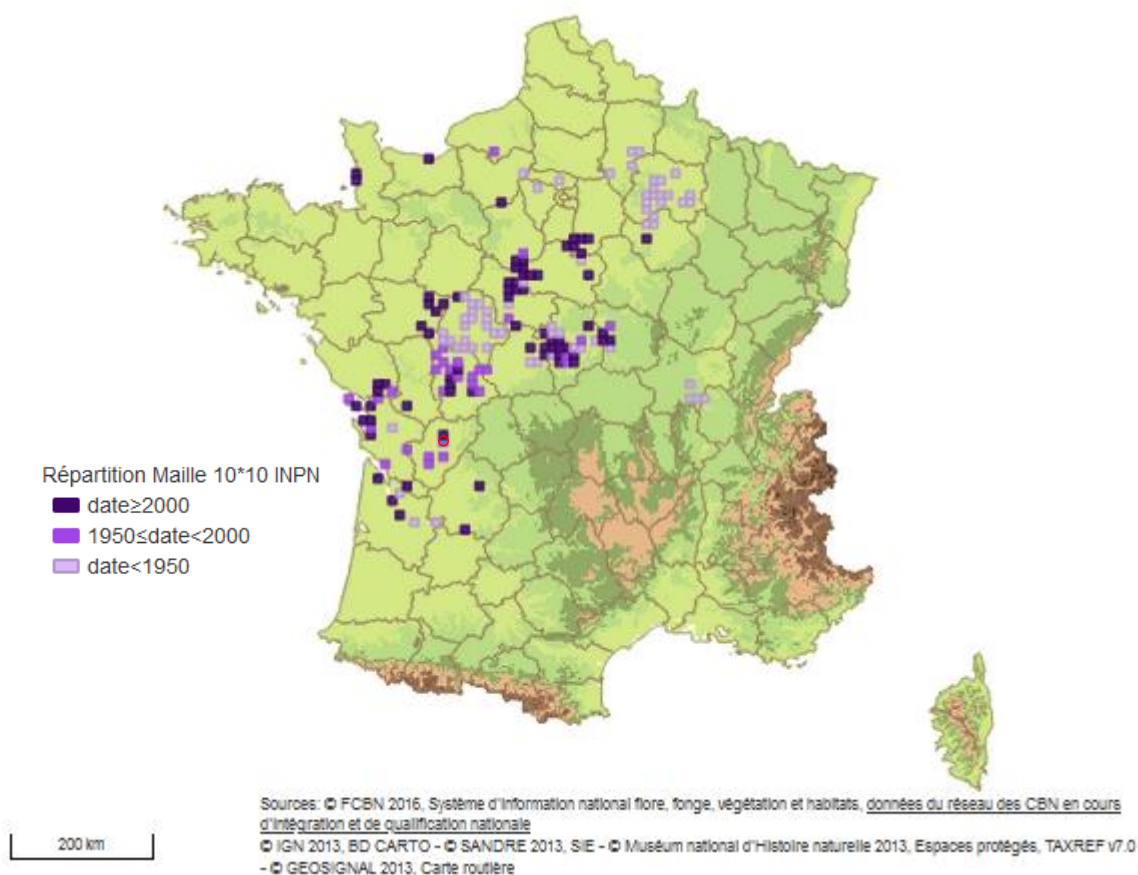 Répartition Maille 10*10 INPN
date≥2000
1950≤date<2000
date<1950
200 km
Sources: © FCBN 2016, Système d'information national flore, fonge, végétation et habitats, données du réseau des CBN en cours
d'intégration et de qualification nationale
© IGN 2013, BD CARTO - © SANDRE 2013, SIE - © Muséum national d'Histoire naturelle 2013, Espaces protégés, TAXREF v7.0
- © GEOSIGNAL 2013, Carte routière